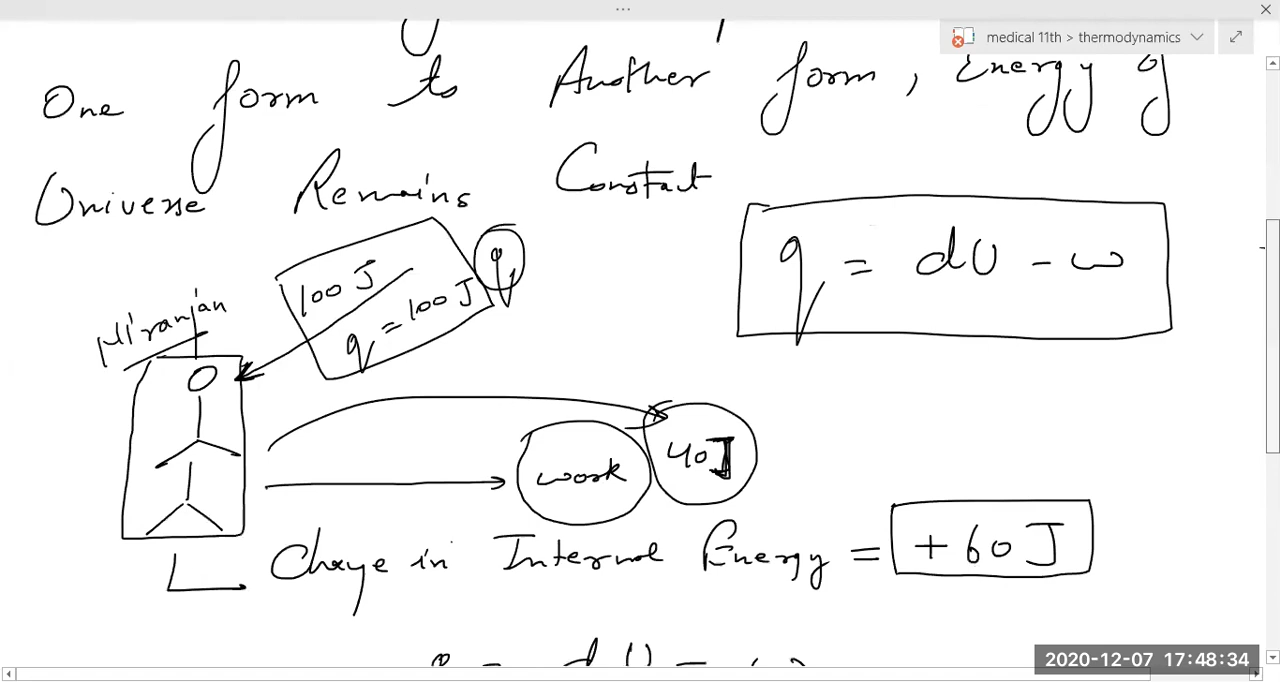 medical 11th > thermodynamics
One form to Another form, Energy of
Universe Remains Constant
q = dU - w
100 J
q = 100 J
q
Niranjan
work
40J
Change in Internal Energy = + 60 J
2020-12-07 17:48:34